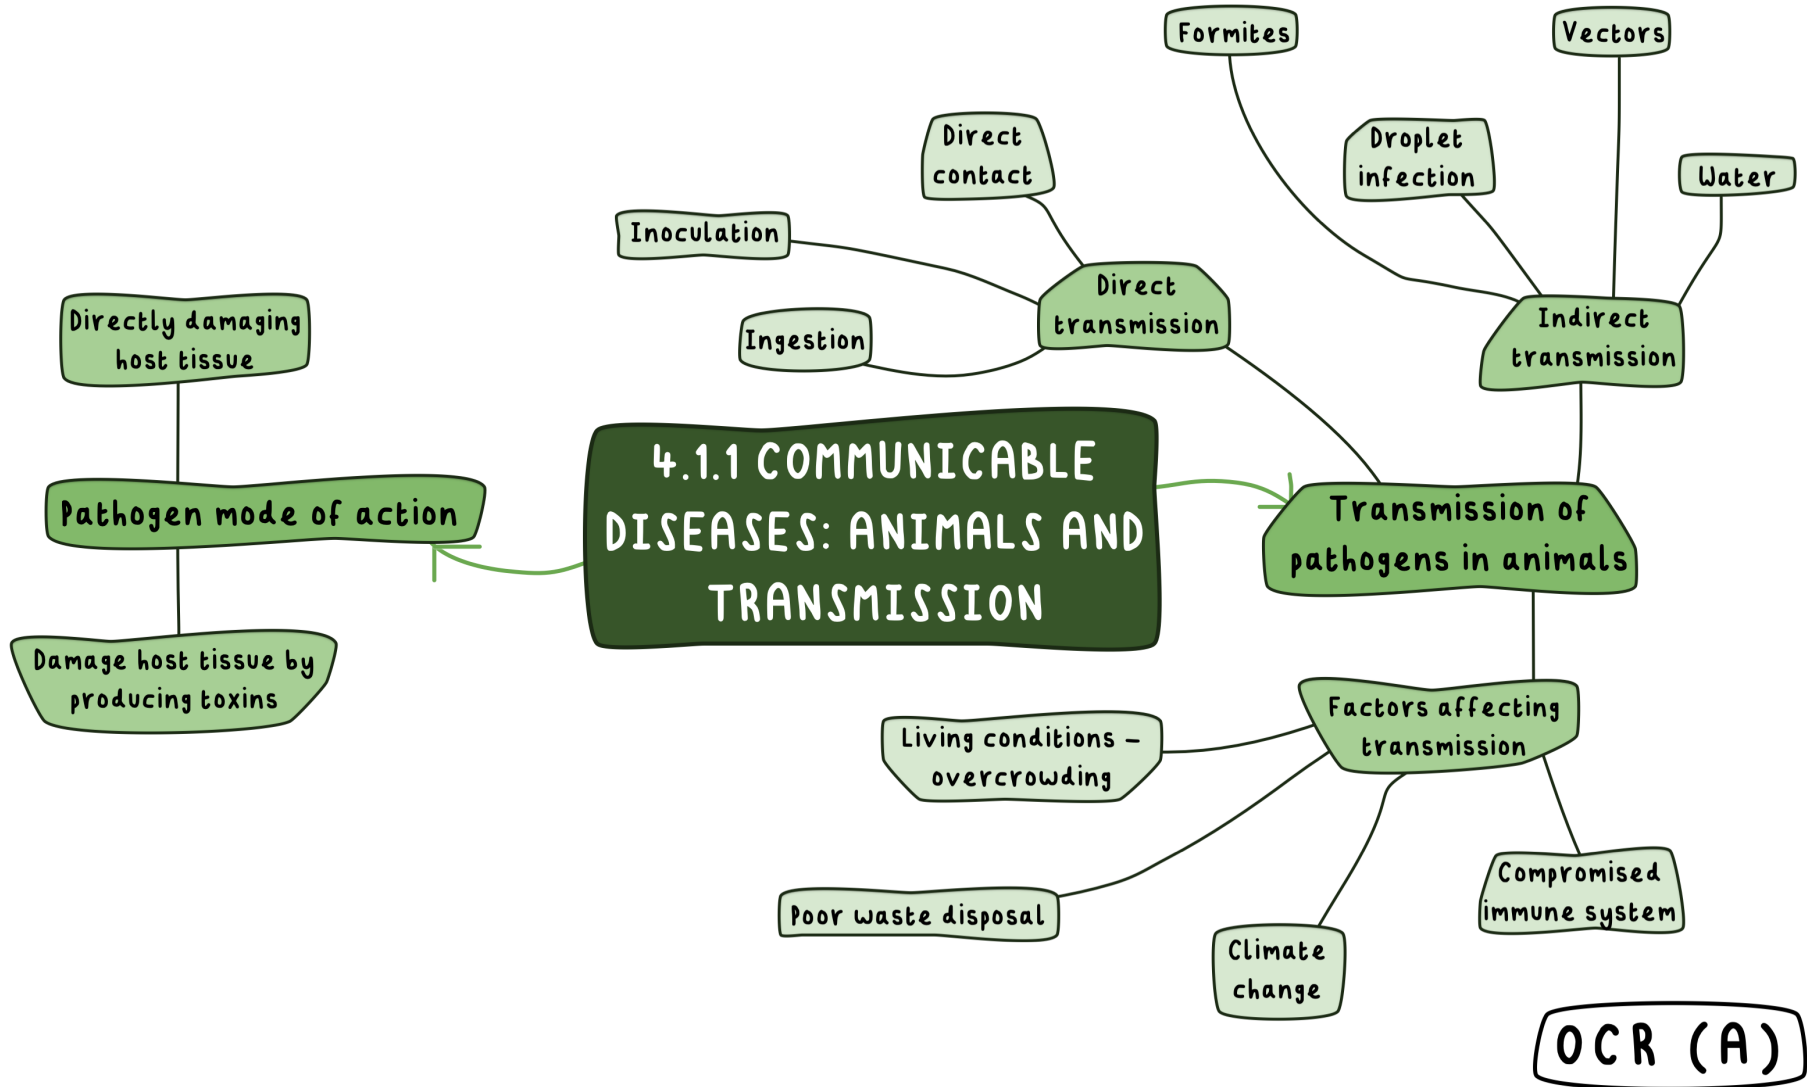 4.1.1 COMMUNICABLE
DISEASES: ANIMALS AND
TRANSMISSION
Pathogen mode of action
Directly damaging
host tissue
Damage host tissue by
producing toxins
Transmission of
pathogens in animals
Direct
transmission
Direct
contact
Inoculation
Ingestion
Indirect
transmission
Formites
Droplet
infection
Vectors
Water
Factors affecting
transmission
Living conditions –
overcrowding
Poor waste disposal
Climate
change
Compromised
immune system
OCR (A)